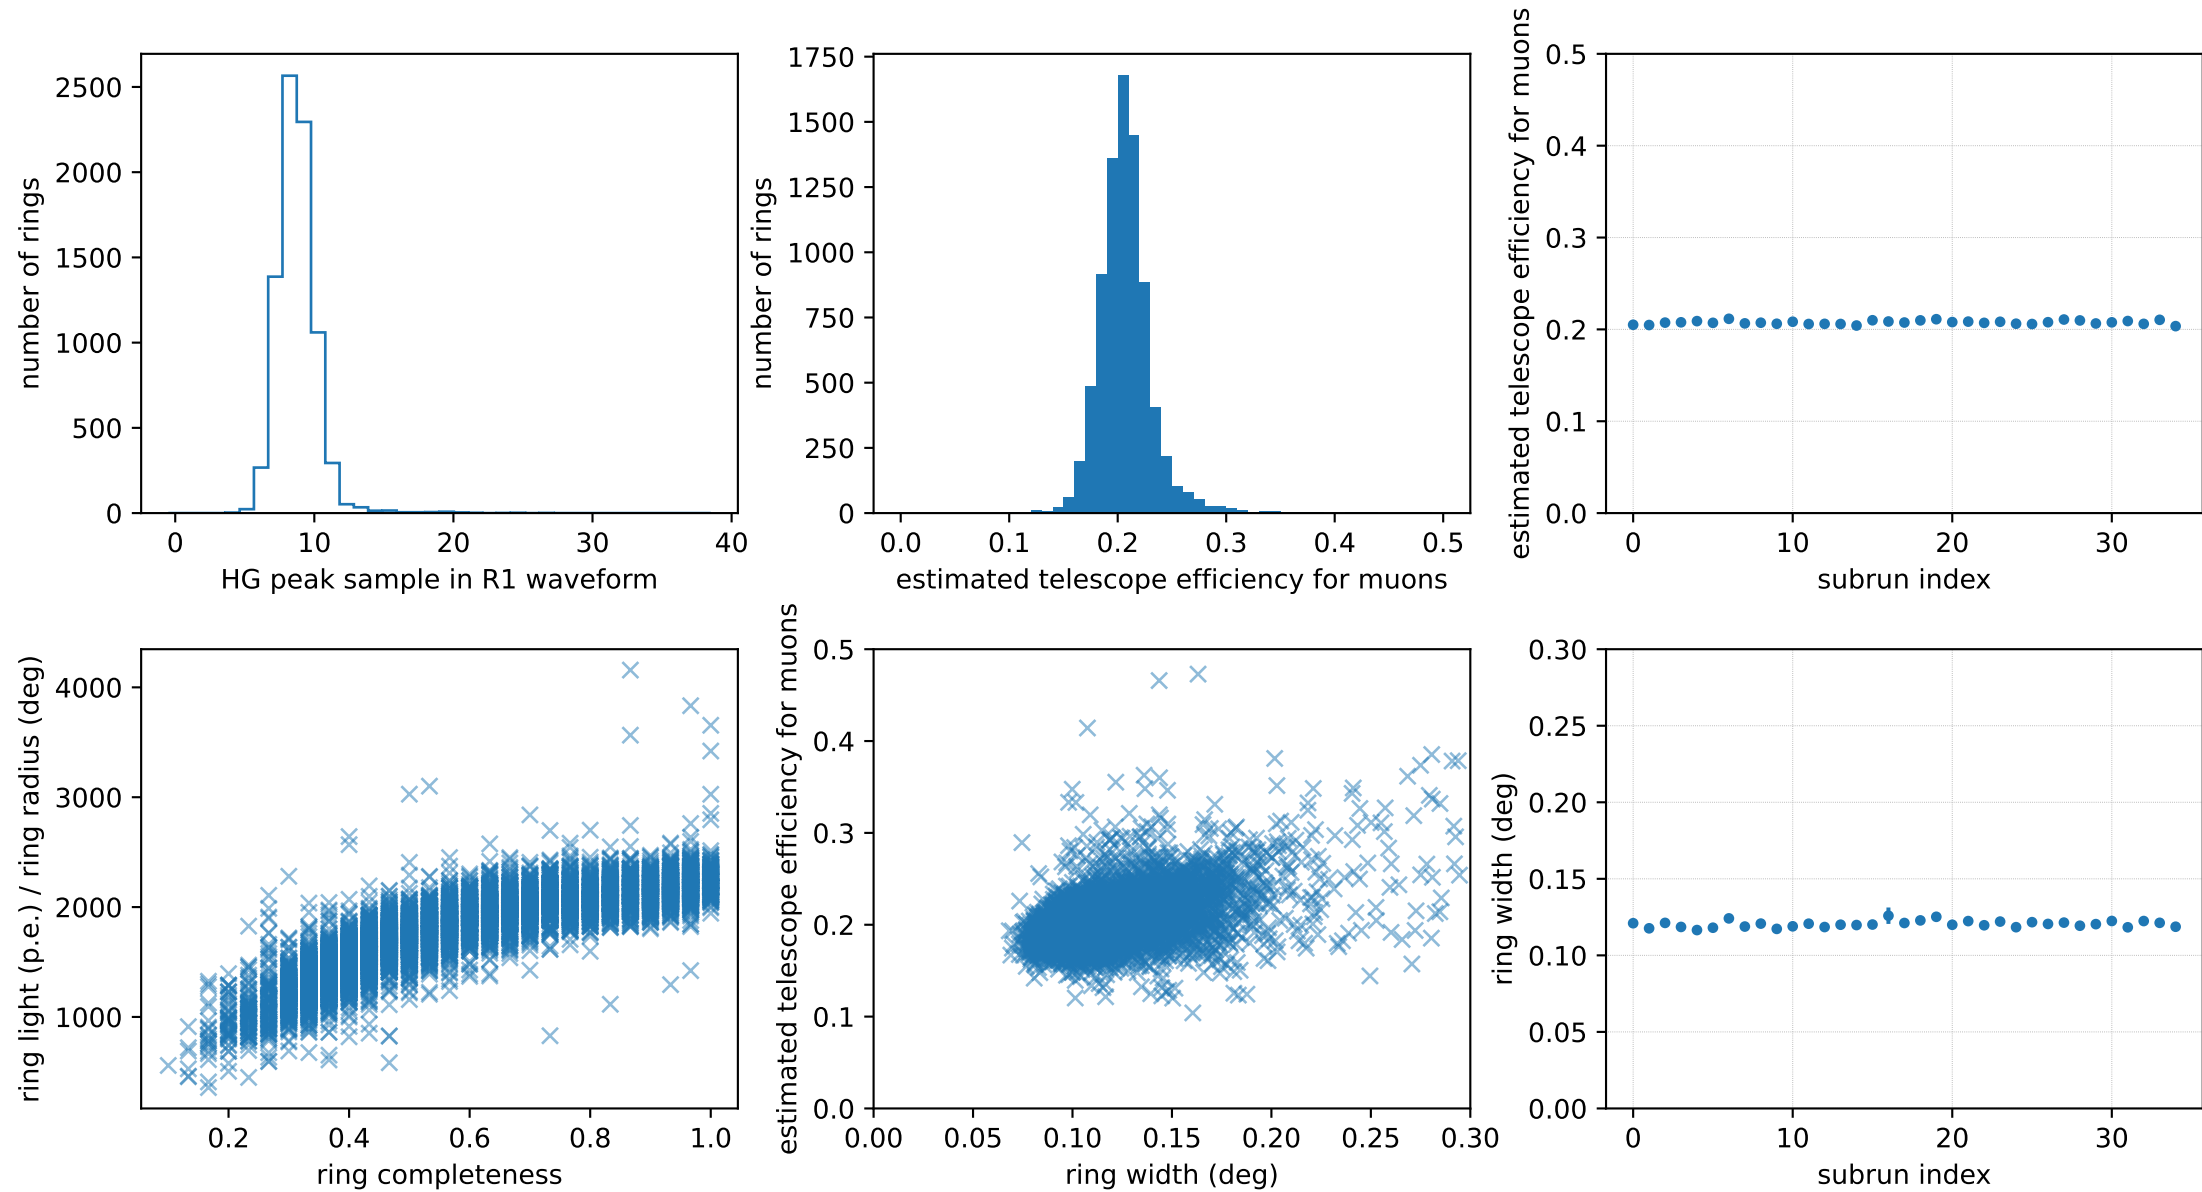 2500
2000
1500
1000
500
0
number of rings
0 10 20 30 40
HG peak sample in R1 waveform
1750
1500
1250
1000
750
500
250
0
number of rings
0.0 0.1 0.2 0.3 0.4 0.5
estimated telescope efficiency for muons
0.5
0.4
0.3
0.2
0.1
0.0
estimated telescope efficiency for muons
0 10 20 30
subrun index
4000
3000
2000
1000
ring light (p.e.) / ring radius (deg)
0.2 0.4 0.6 0.8 1.0
ring completeness
0.5
0.4
0.3
0.2
0.1
0.0
estimated telescope efficiency for muons
0.00 0.05 0.10 0.15 0.20 0.25 0.30
ring width (deg)
0.30
0.25
0.20
0.15
0.10
0.05
0.00
ring width (deg)
0 10 20 30
subrun index